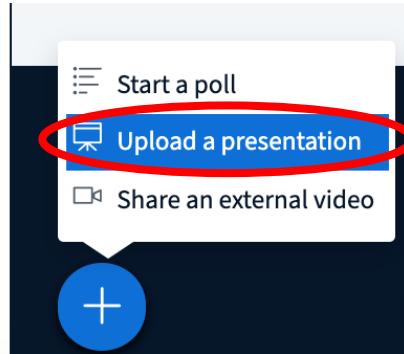 Start a poll
Upload a presentation
Share an external video